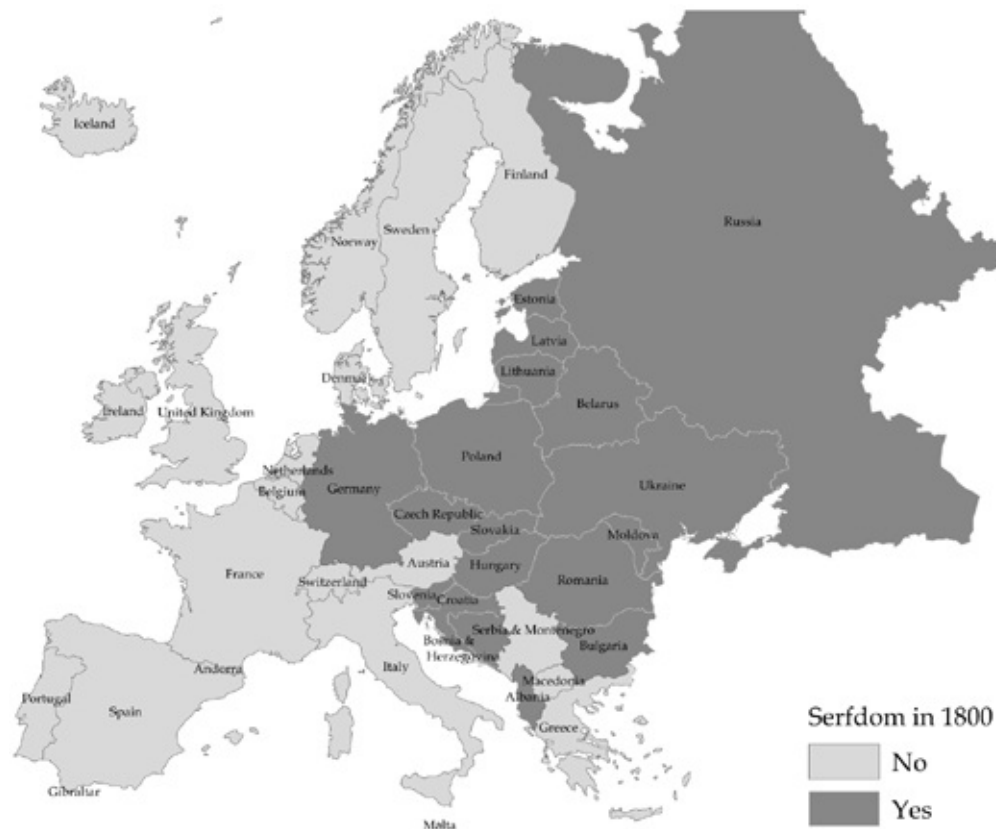 Iceland
Finland
Russia
Norway
Sweden
Estonia
Latvia
Lithuania
Denmar
Belarus
Ireland
United Kingdom
Poland
Netherlands
Ukraine
Belgium
Germany
Czech Republic
Slovakia
Moldova
Austria
Hungary
France
Switzerland
Romania
Slovenia
Croatia
Serbia & Montenegro
Bosnia &
Herzegovina
Bulgaria
Andorra
Italy
Macedonia
Albania
Portugal
Spain
Greece
Gibraltar
Malta
Serfdom in 1800
No
Yes